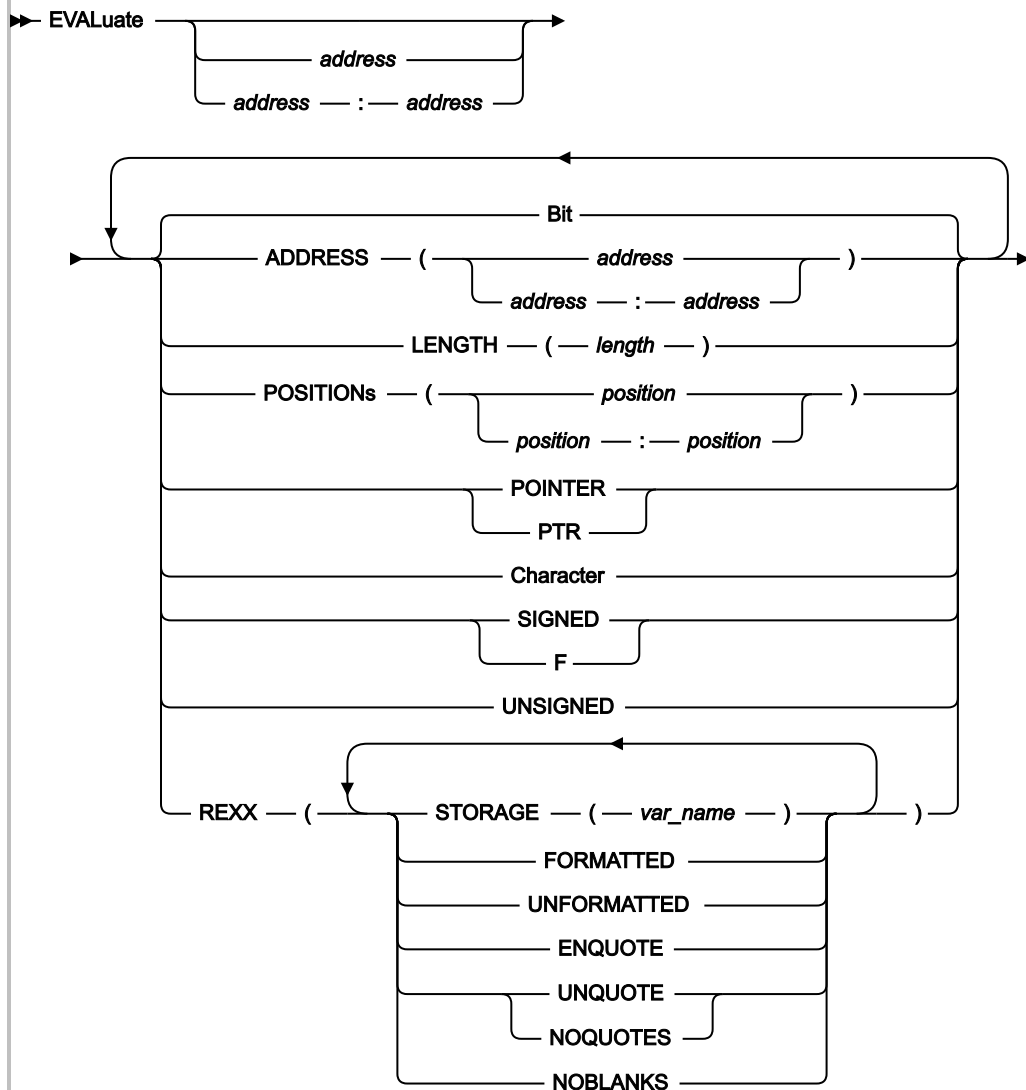 EVALuate
address
address : address
Bit
ADDRESS ( address )
address : address
LENGTH ( length )
POSITIONs ( position )
position : position
POINTER
PTR
Character
SIGNED
F
UNSIGNED
REXX ( STORAGE ( var_name ) )
FORMATTED
UNFORMATTED
ENQUOTE
UNQUOTE
NOQUOTES
NOBLANKS